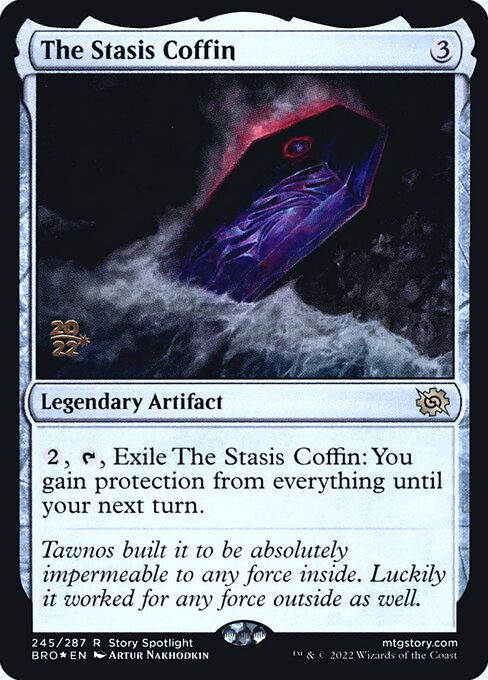 The Stasis Coffin 3
20
22
Legendary Artifact
2, , Exile The Stasis Coffin: You
gain protection from everything until
your next turn.
Tawnos built it to be absolutely
impermeable to any force inside. Luckily
it worked for any force outside as well.
245/287 R Story Spotlight mtgstory.com
BRO★EN Artur Nakhodkin ™ & © 2022 Wizards of the Coast